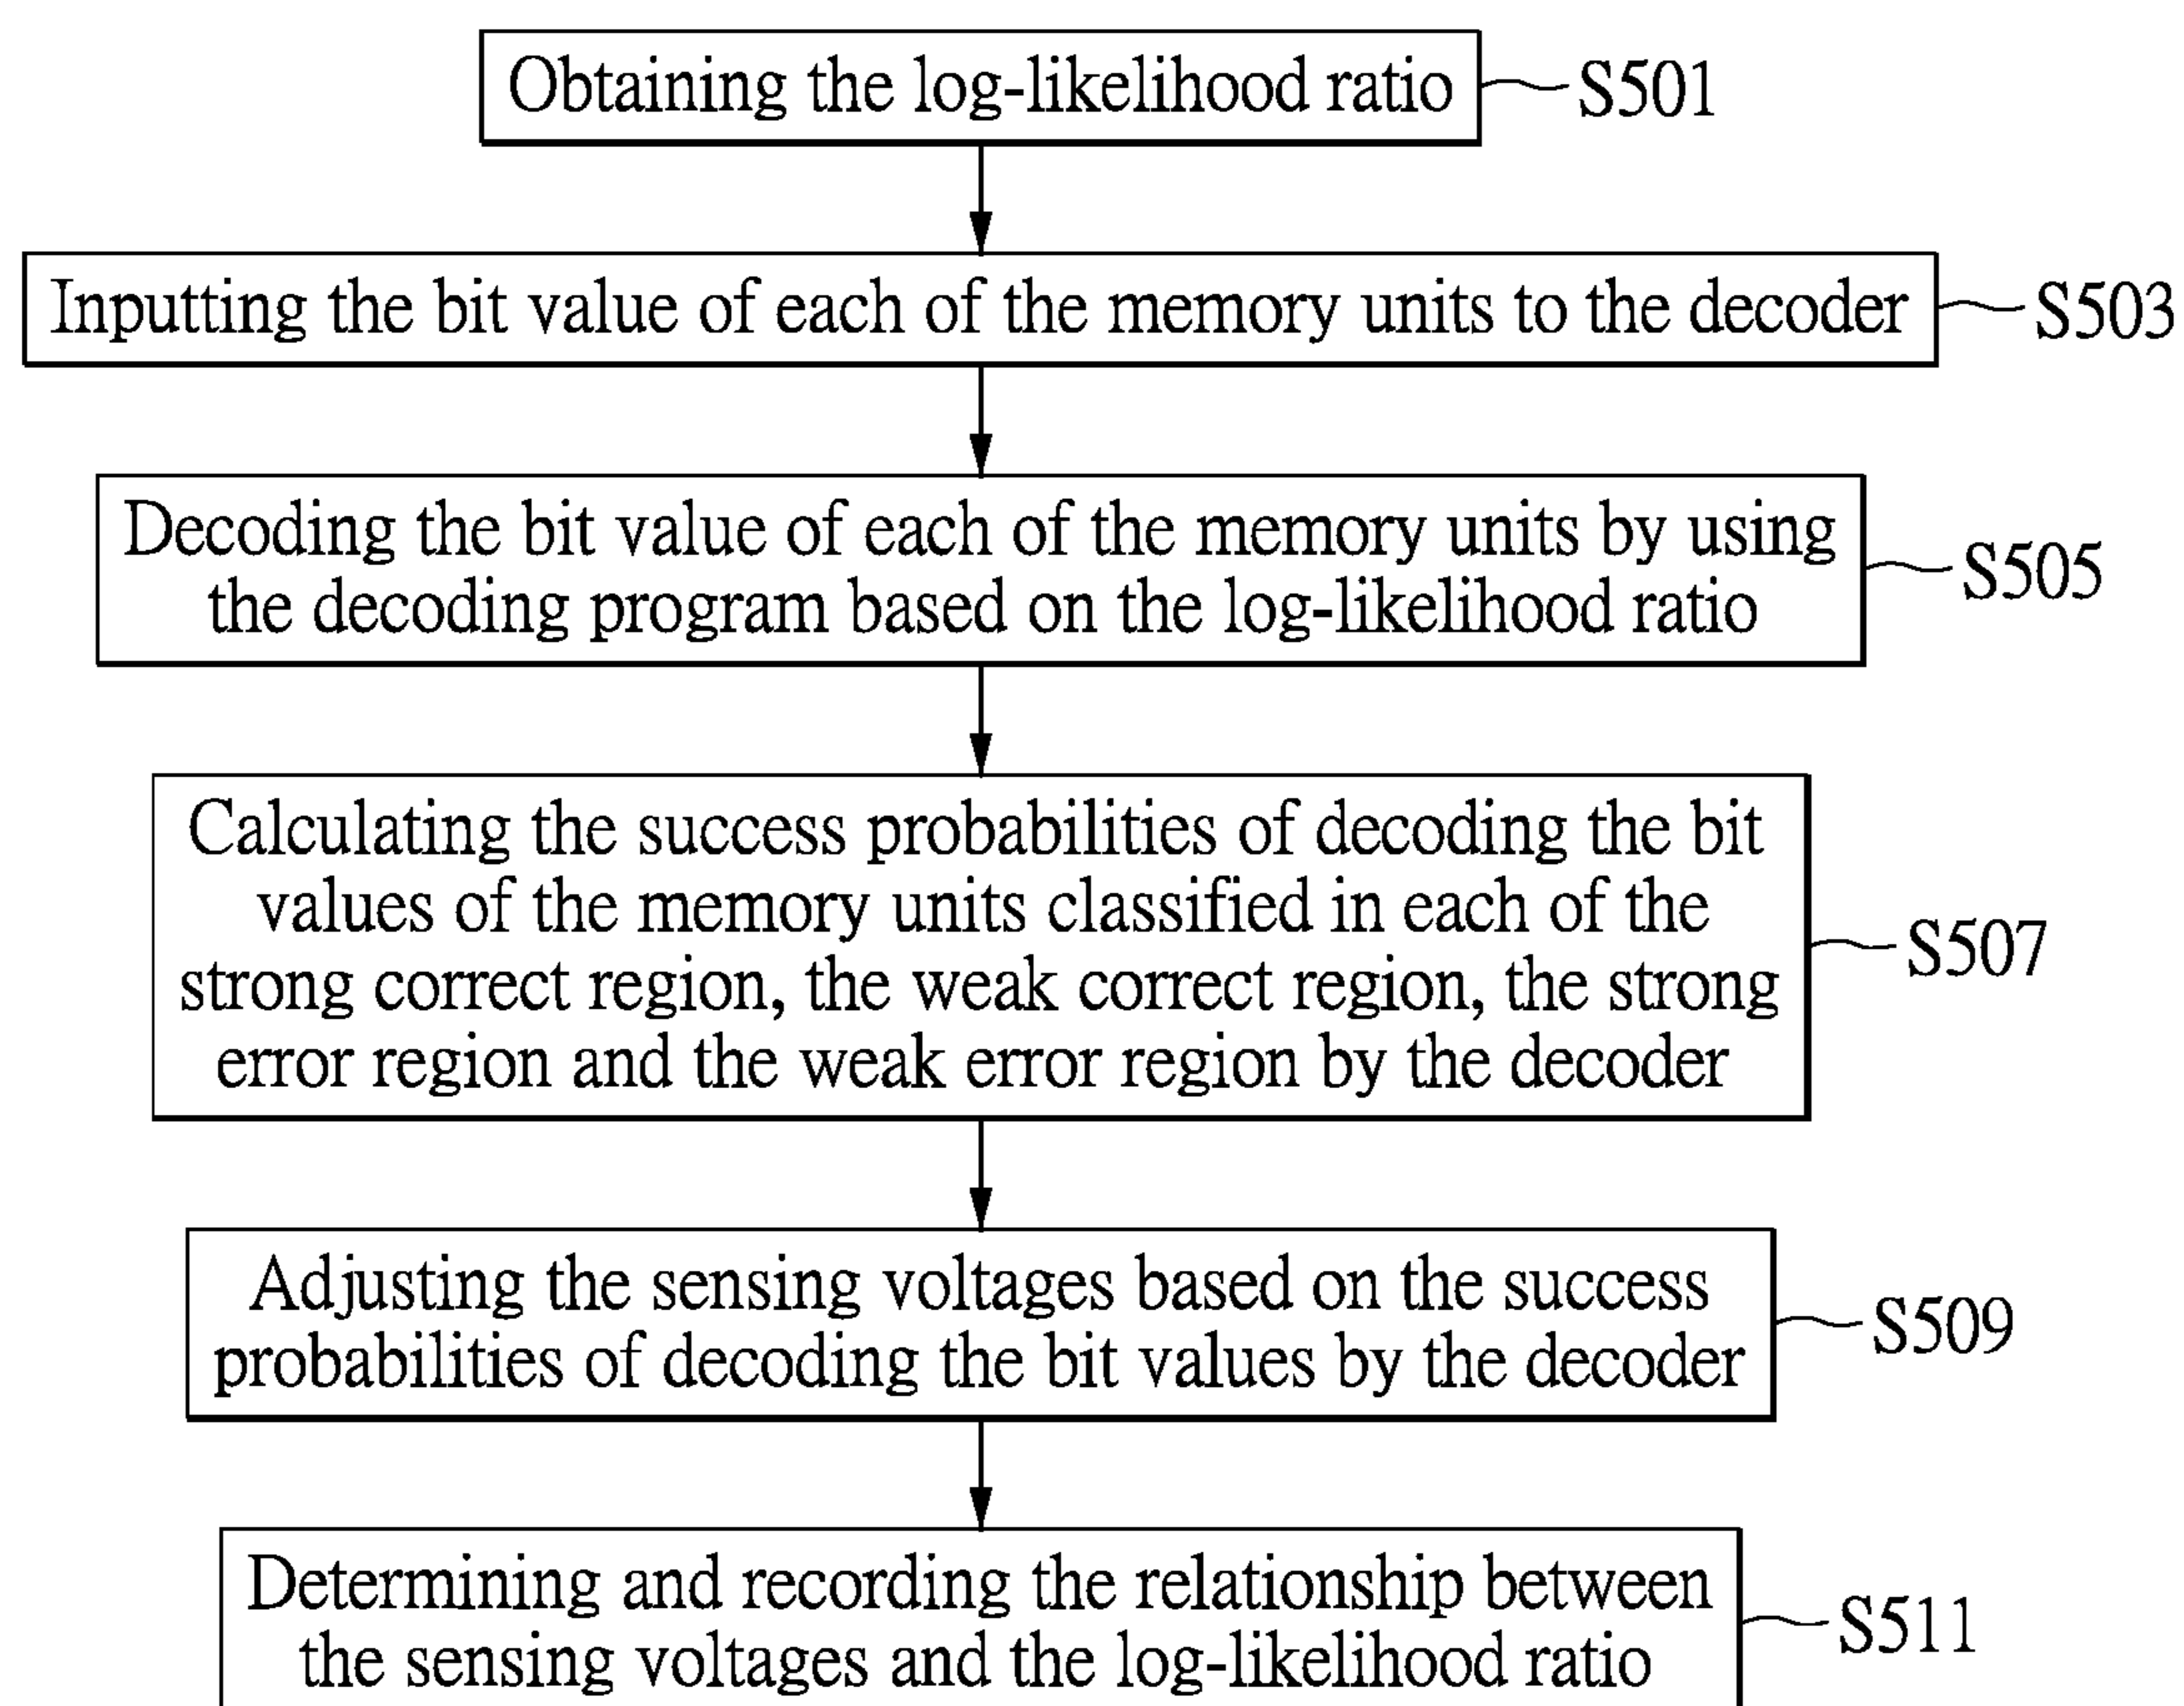 Obtaining the log-likelihood ratio
S501
Inputting the bit value of each of the memory units to the decoder
S503
Decoding the bit value of each of the memory units by using
the decoding program based on the log-likelihood ratio
S505
Calculating the success probabilities of decoding the bit
values of the memory units classified in each of the
strong correct region, the weak correct region, the strong
error region and the weak error region by the decoder
S507
Adjusting the sensing voltages based on the success
probabilities of decoding the bit values by the decoder
S509
Determining and recording the relationship between
the sensing voltages and the log-likelihood ratio
S511